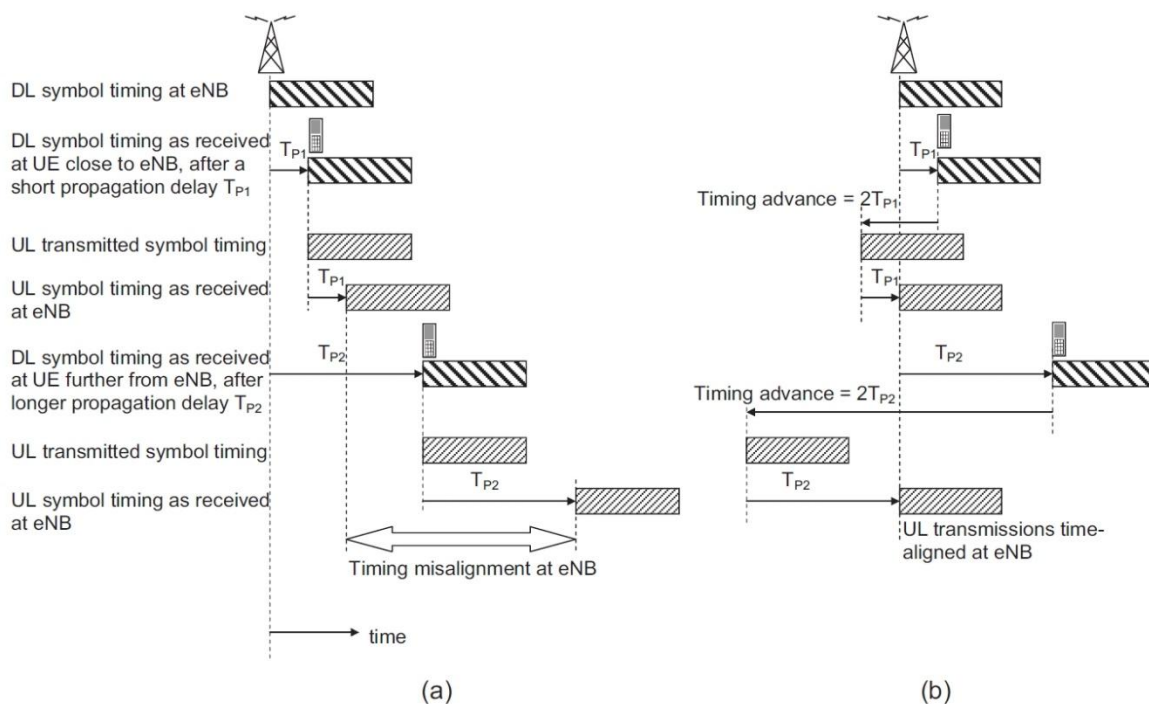 DL symbol timing at eNB
DL symbol timing as received
at UE close to eNB, after a
short propagation delay TP1
TP1
UL transmitted symbol timing
UL symbol timing as received
at eNB
TP1
DL symbol timing as received
at UE further from eNB, after
longer propagation delay TP2
TP2
UL transmitted symbol timing
UL symbol timing as received
at eNB
TP2
Timing misalignment at eNB
time
(a)
TP1
Timing advance = 2TP1
TP1
TP2
Timing advance = 2TP2
TP2
UL transmissions time-
aligned at eNB
(b)